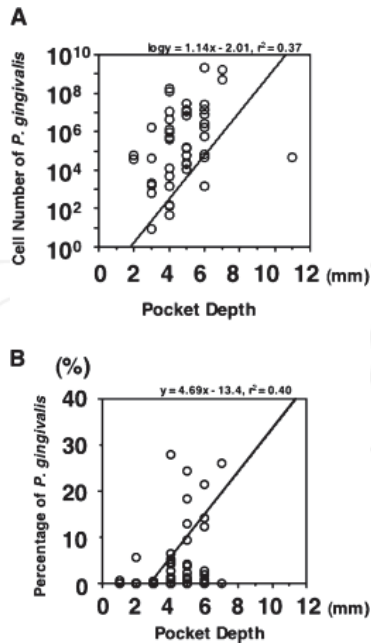 A
logy = 1.14x - 2.01, r² = 0.37
Cell Number of P. gingivalis
10¹⁰
10⁸
10⁶
10⁴
10²
10⁰
0 2 4 6 8 10 12 (mm)
Pocket Depth
B (%)
y = 4.69x - 13.4, r² = 0.40
Percentage of P. gingivalis
40
30
20
10
0
0 2 4 6 8 10 12 (mm)
Pocket Depth